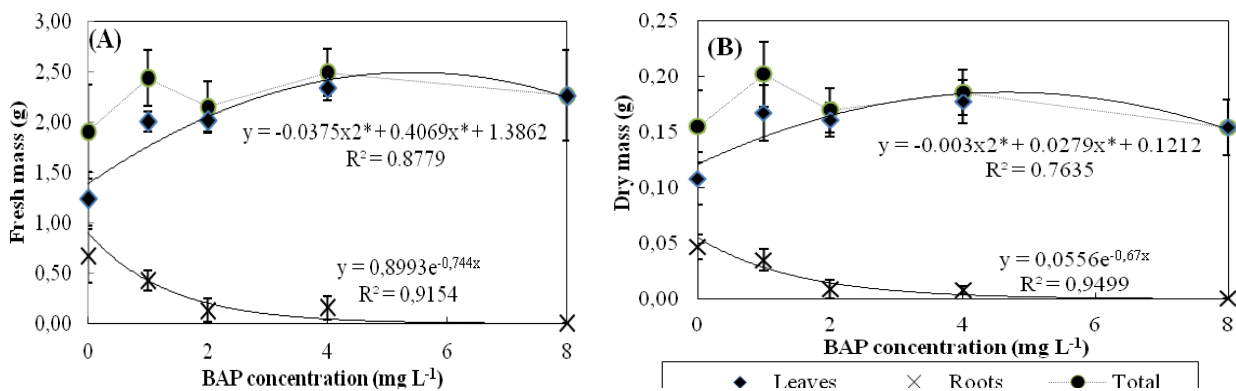 (A)
Fresh mass (g)
3,00
2,50
2,00
1,50
1,00
0,50
0,00
y = -0.0375x2* + 0.4069x* + 1.3862
R² = 0.8779
y = 0,8993e^-0,744x
R² = 0,9154
0 2 4 6 8
BAP concentration (mg L⁻¹)
(B)
Dry mass (g)
0,25
0,20
0,15
0,10
0,05
0,00
y = -0.003x2* + 0.0279x* + 0.1212
R² = 0.7635
y = 0,0556e^-0,67x
R² = 0,9499
0 2 4 6 8
BAP concentration (mg L⁻¹)
Leaves Roots Total